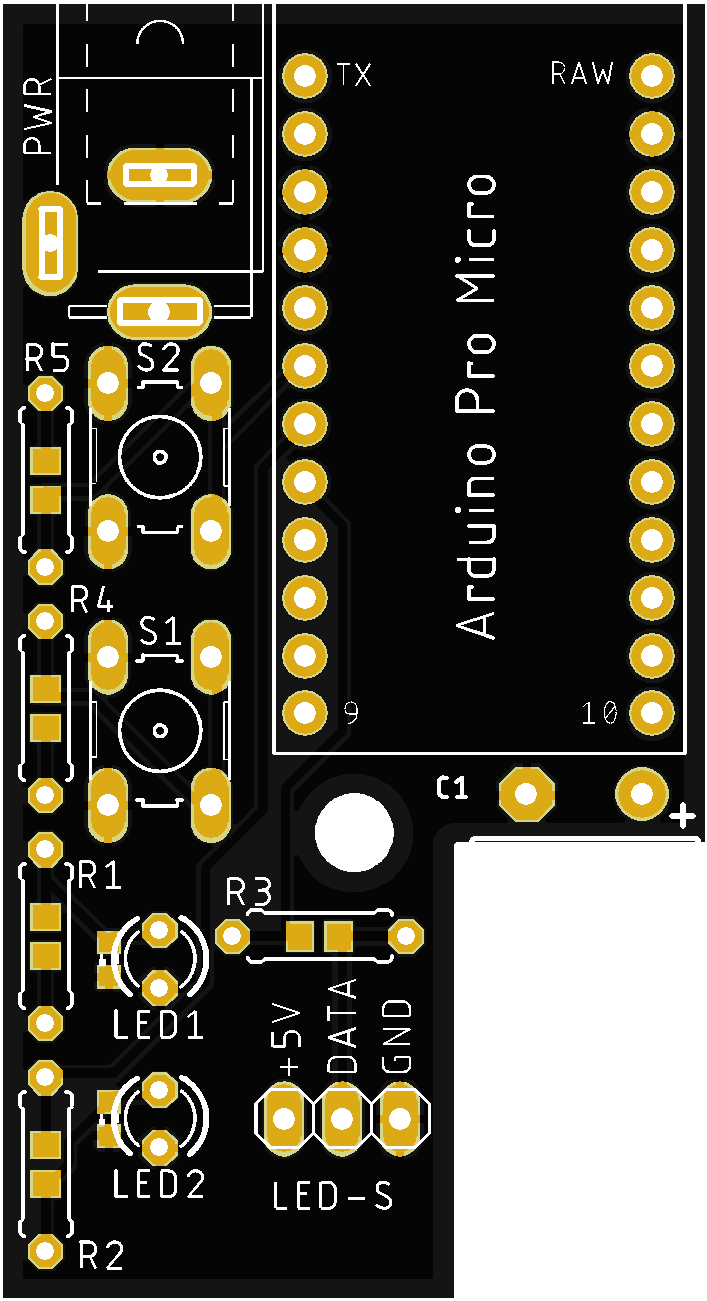 TX
RAW
PWR
Arduino Pro Micro
S2
R5
R4
S1
9
10
C1
+
R1
R3
+5V
DATA
GND
LED1
LED2
LED-S
R2